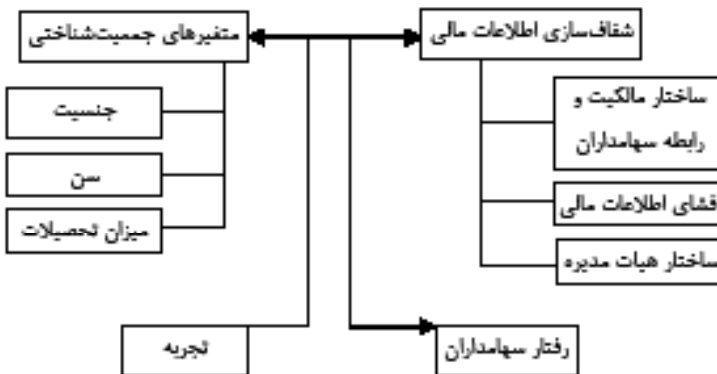 شفاف‌سازی اطلاعات مالی
متغیرهای جمعیت‌شناختی
ساختار مالکیت و
رابطه سهامداران
جنسیت
سن
فشای اطلاعات مالی
میزان تحصیلات
ساختار هیات مدیره
رفتار سهامداران
تجربه